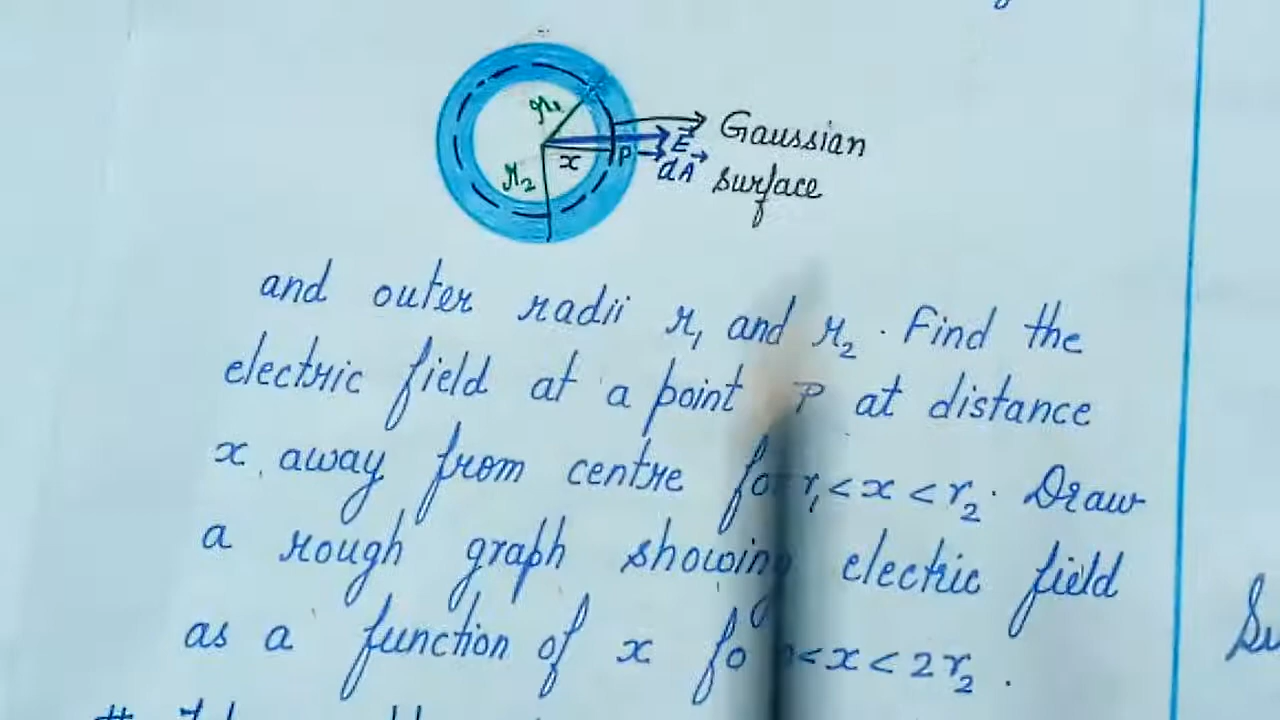 r₁
x
P
E⃗
dA⃗
r₂
Gaussian
surface
and outer radii r₁ and r₂. Find the
electric field at a point P at distance
x away from centre for r₁ < x < r₂. Draw
a rough graph showing electric field
as a function of x < x < 2r₂.